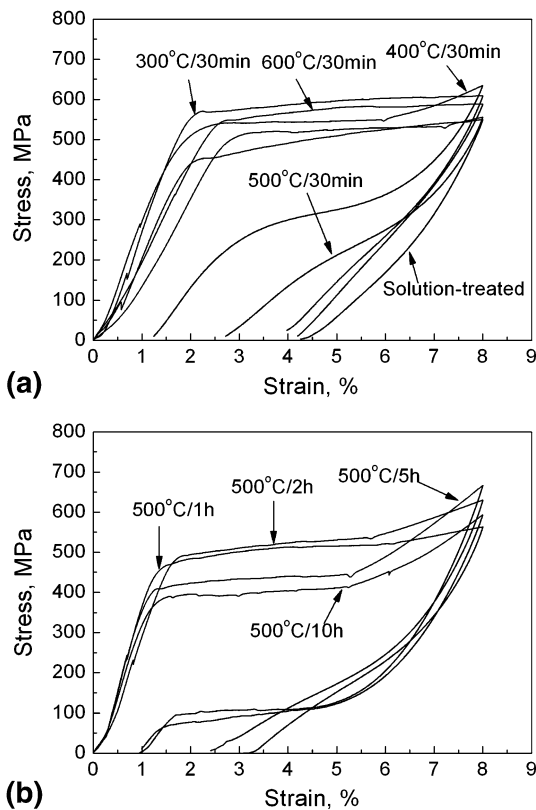 800
700
600
500
400
300
200
100
0
Stress, MPa
300°C/30min
600°C/30min
400°C/30min
500°C/30min
Solution-treated
0 1 2 3 4 5 6 7 8 9
Strain, %
(a)
800
700
600
500
400
300
200
100
0
Stress, MPa
500°C/1h
500°C/2h
500°C/5h
500°C/10h
0 1 2 3 4 5 6 7 8 9
Strain, %
(b)